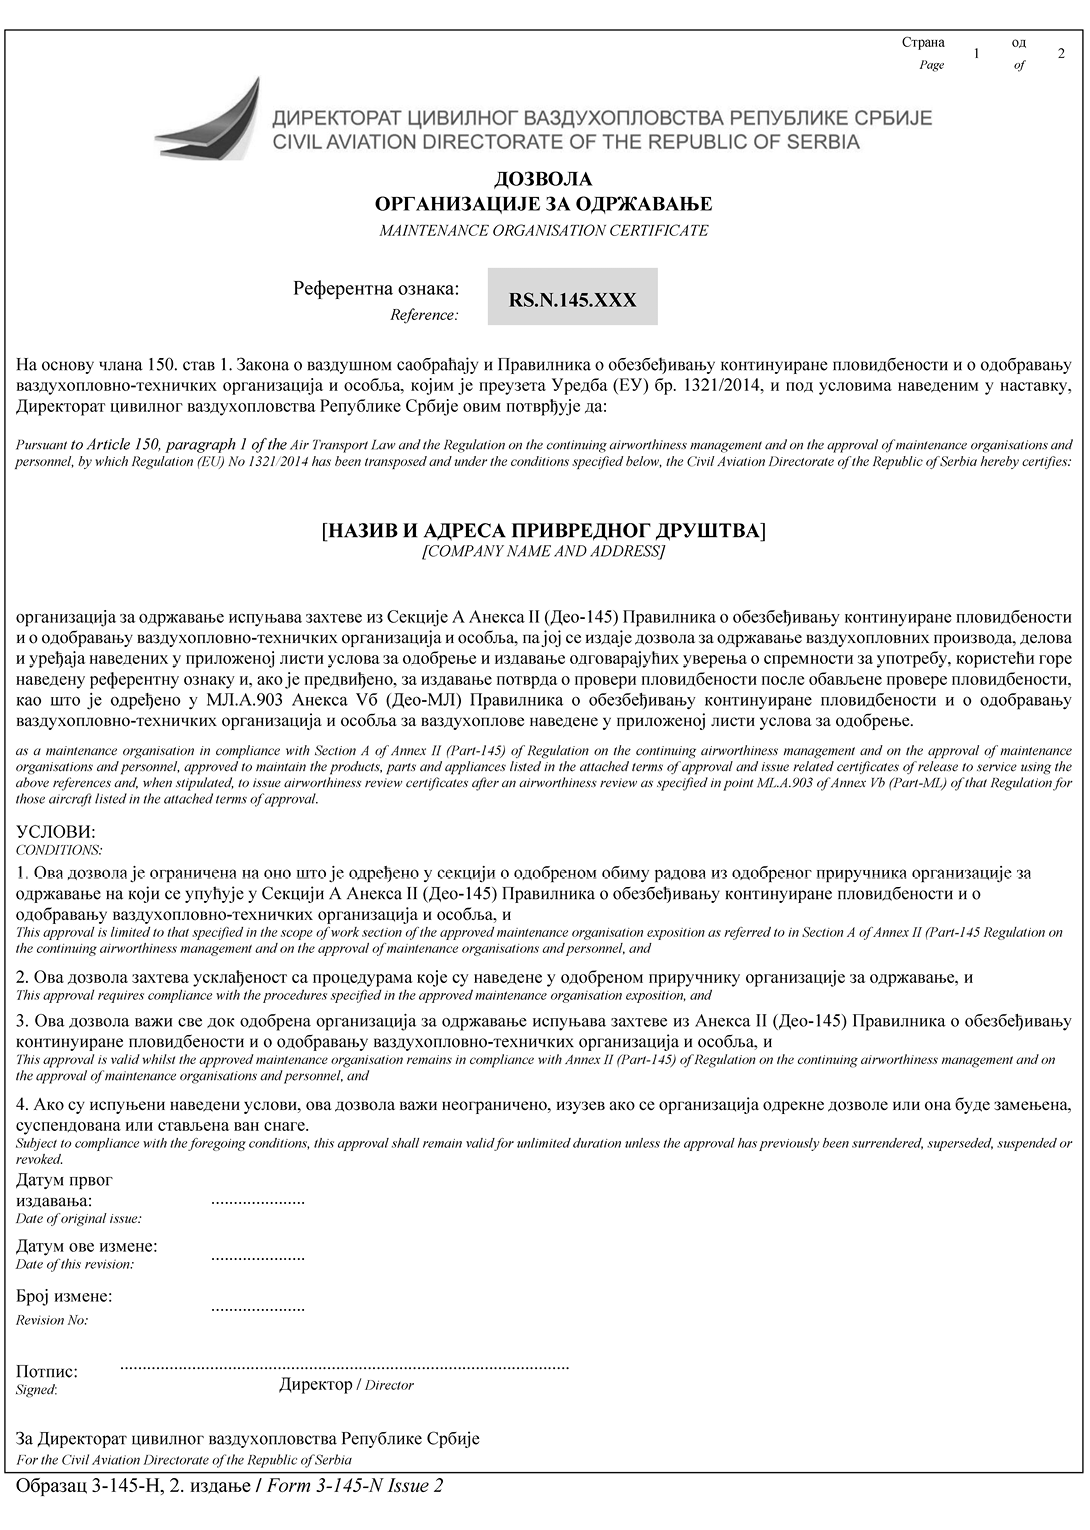 Страна 1 од 2
Page of
ДИРЕКТОРАТ ЦИВИЛНОГ ВАЗДУХОПЛОВСТВА РЕПУБЛИКЕ СРБИЈЕ
CIVIL AVIATION DIRECTORATE OF THE REPUBLIC OF SERBIA
ДОЗВОЛА
ОРГАНИЗАЦИЈЕ ЗА ОДРЖАВАЊЕ
MAINTENANCE ORGANISATION CERTIFICATE
Референтна ознака:
Reference:
RS.N.145.XXX
На основу члана 150. став 1. Закона о ваздушном саобраћају и Правилника о обезбеђивању континуиране пловидбености и о одобравању
ваздухопловно-техничких организација и особља, којим је преузета Уредба (ЕУ) бр. 1321/2014, и под условима наведеним у наставку,
Директорат цивилног ваздухопловства Републике Србије овим потврђује да:
Pursuant to Article 150, paragraph 1 of the Air Transport Law and the Regulation on the continuing airworthiness management and on the approval of maintenance organisations and
personnel, by which Regulation (EU) No 1321/2014 has been transposed and under the conditions specified below, the Civil Aviation Directorate of the Republic of Serbia hereby certifies:
[НАЗИВ И АДРЕСА ПРИВРЕДНОГ ДРУШТВА]
[COMPANY NAME AND ADDRESS]
организација за одржавање испуњава захтеве из Секције А Анекса II (Део-145) Правилника о обезбеђивању континуиране пловидбености
и о одобравању ваздухопловно-техничких организација и особља, па јој се издаје дозвола за одржавање ваздухопловних производа, делова
и уређаја наведених у приложеној листи услова за одобрење и издавање одговарајућих уверења о спремности за употребу, користећи горе
наведену референтну ознаку и, ако је предвиђено, за издавање потврда о провери пловидбености после обављене провере пловидбености,
као што је одређено у МЛ.А.903 Анекса Vб (Део-МЛ) Правилника о обезбеђивању континуиране пловидбености и о одобравању
ваздухопловно-техничких организација и особља за ваздухоплове наведене у приложеној листи услова за одобрење.
as a maintenance organisation in compliance with Section A of Annex II (Part-145) of Regulation on the continuing airworthiness management and on the approval of maintenance
organisations and personnel, approved to maintain the products, parts and appliances listed in the attached terms of approval and issue related certificates of release to service using the
above references and, when stipulated, to issue airworthiness review certificates after an airworthiness review as specified in point ML.A.903 of Annex Vb (Part-ML) of that Regulation for
those aircraft listed in the attached terms of approval.
УСЛОВИ:
CONDITIONS:
1. Ова дозвола је ограничена на оно што је одређено у секцији о одобреном обиму радова из одобреног приручника организације за
одржавање на који се упућује у Секцији А Анекса II (Део-145) Правилника о обезбеђивању континуиране пловидбености и о
одобравању ваздухопловно-техничких организација и особља, и
This approval is limited to that specified in the scope of work section of the approved maintenance organisation exposition as referred to in Section A of Annex II (Part-145 Regulation on
the continuing airworthiness management and on the approval of maintenance organisations and personnel, and
2. Ова дозвола захтева усклађеност са процедурама које су наведене у одобреном приручнику организације за одржавање, и
This approval requires compliance with the procedures specified in the approved maintenance organisation exposition, and
3. Ова дозвола важи све док одобрена организација за одржавање испуњава захтеве из Анекса II (Део-145) Правилника о обезбеђивању
континуиране пловидбености и о одобравању ваздухопловно-техничких организација и особља, и
This approval is valid whilst the approved maintenance organisation remains in compliance with Annex II (Part-145) of Regulation on the continuing airworthiness management and on
the approval of maintenance organisations and personnel, and
4. Ако су испуњени наведени услови, ова дозвола важи неограничено, изузев ако се организација одрекне дозволе или она буде замењена,
суспендована или стављена ван снаге.
Subject to compliance with the foregoing conditions, this approval shall remain valid for unlimited duration unless the approval has previously been surrendered, superseded, suspended or
revoked.
Датум првог
издавања: .....................
Date of original issue:
Датум ове измене: .....................
Date of this revision:
Број измене: .....................
Revision No:
Потпис: .....................................................................................................
Signed:
Директор / Director
За Директорат цивилног ваздухопловства Републике Србије
For the Civil Aviation Directorate of the Republic of Serbia
Образац 3-145-Н, 2. издање / Form 3-145-N Issue 2